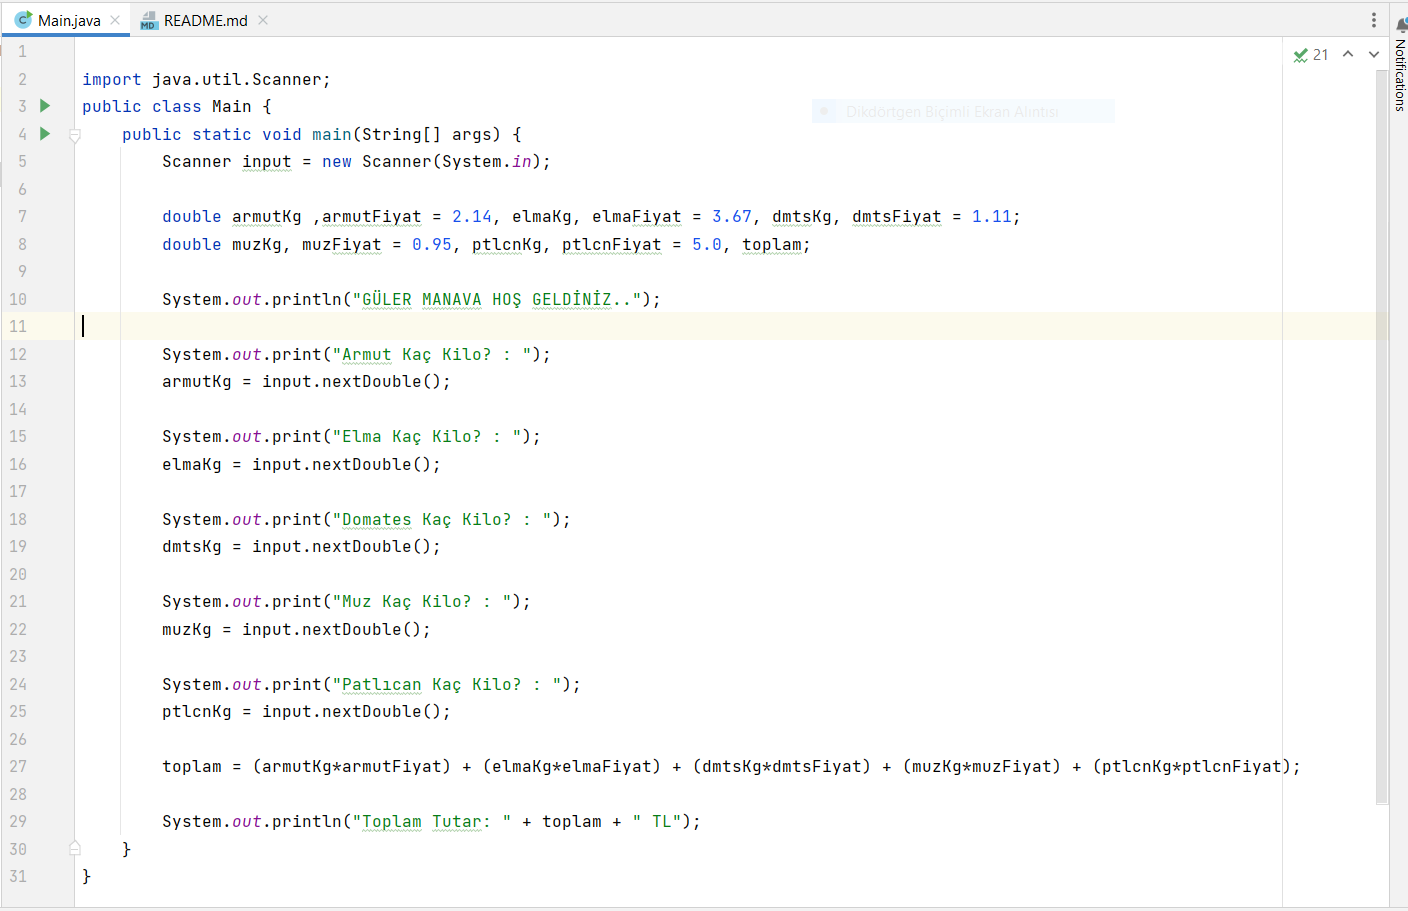 Main.java README.md
Notifications
21
Dikdörtgen Biçimli Ekran Alıntısı
1
2 import java.util.Scanner;
3 public class Main {
4 public static void main(String[] args) {
5 Scanner input = new Scanner(System.in);
6
7 double armutKg ,armutFiyat = 2.14, elmaKg, elmaFiyat = 3.67, dmtsKg, dmtsFiyat = 1.11;
8 double muzKg, muzFiyat = 0.95, ptlcnKg, ptlcnFiyat = 5.0, toplam;
9
10 System.out.println("GÜLER MANAVA HOŞ GELDİNİZ..");
11
12 System.out.print("Armut Kaç Kilo? : ");
13 armutKg = input.nextDouble();
14
15 System.out.print("Elma Kaç Kilo? : ");
16 elmaKg = input.nextDouble();
17
18 System.out.print("Domates Kaç Kilo? : ");
19 dmtsKg = input.nextDouble();
20
21 System.out.print("Muz Kaç Kilo? : ");
22 muzKg = input.nextDouble();
23
24 System.out.print("Patlıcan Kaç Kilo? : ");
25 ptlcnKg = input.nextDouble();
26
27 toplam = (armutKg*armutFiyat) + (elmaKg*elmaFiyat) + (dmtsKg*dmtsFiyat) + (muzKg*muzFiyat) + (ptlcnKg*ptlcnFiyat);
28
29 System.out.println("Toplam Tutar: " + toplam + " TL");
30 }
31 }